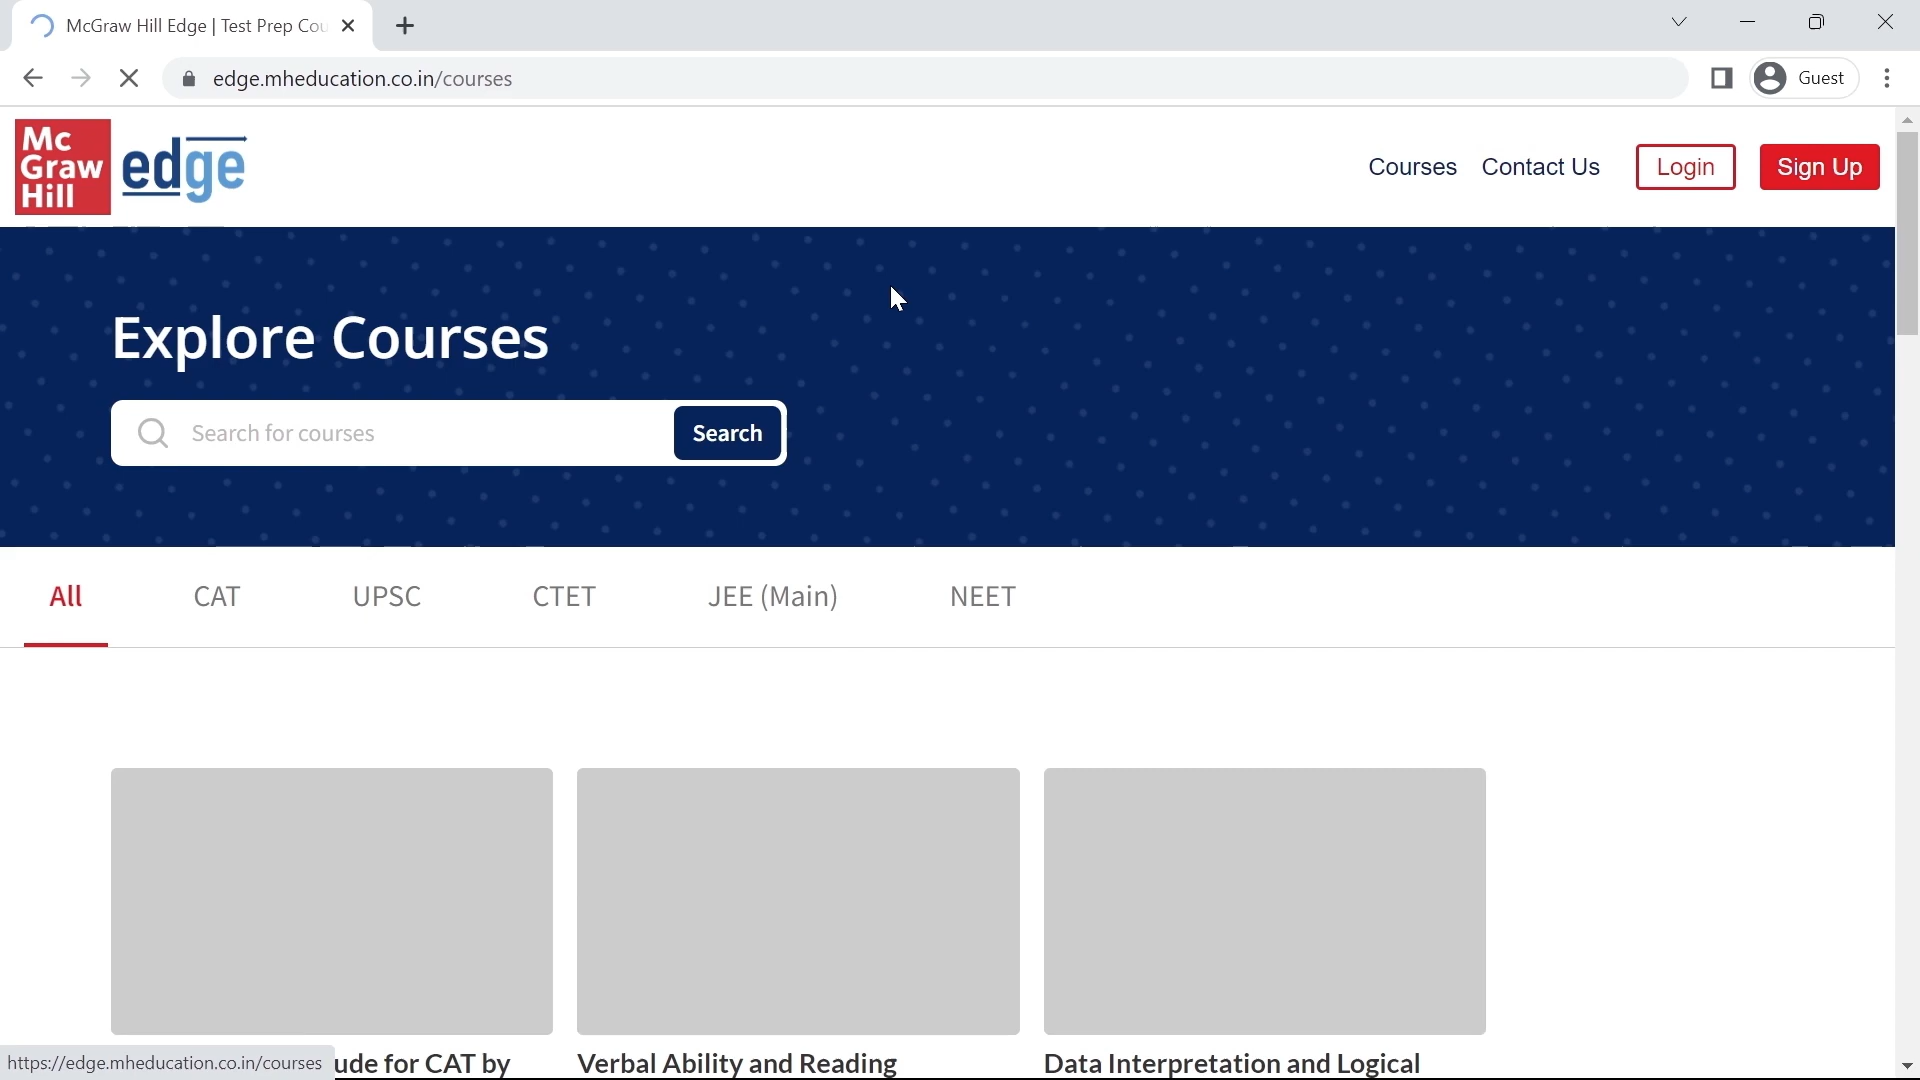 McGraw Hill Edge | Test Prep Cou
edge.mheducation.co.in/courses
Guest
Mc
Graw
Hill
edge
Courses
Contact Us
Login
Sign Up
Explore Courses
Search for courses
Search
All
CAT
UPSC
CTET
JEE (Main)
NEET
ude for CAT by
Verbal Ability and Reading
Data Interpretation and Logical
https://edge.mheducation.co.in/courses